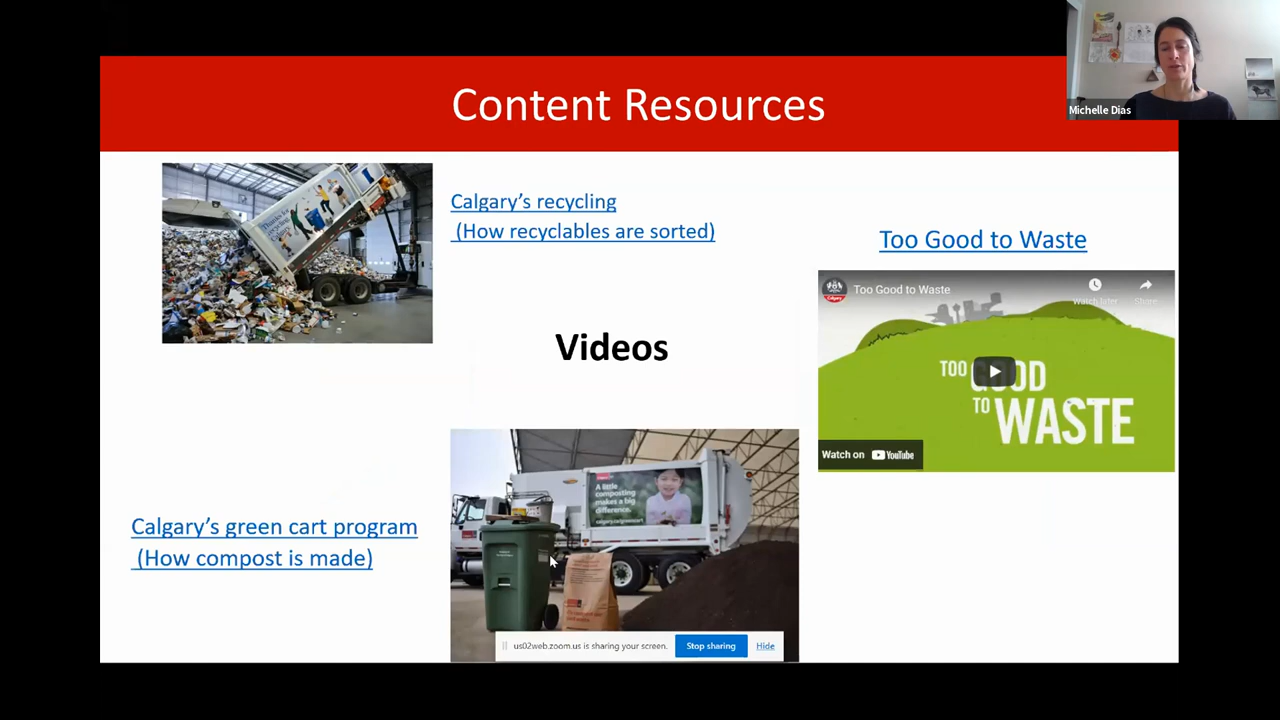 Content Resources
Michelle Dias
Calgary's recycling
(How recyclables are sorted)
Too Good to Waste
Too Good to Waste
Watch later
Share
TOO GOOD
TO WASTE
Watch on YouTube
Videos
Calgary's green cart program
(How compost is made)
A little
composting
makes a big
difference.
us02web.zoom.us is sharing your screen.
Stop sharing
Hide